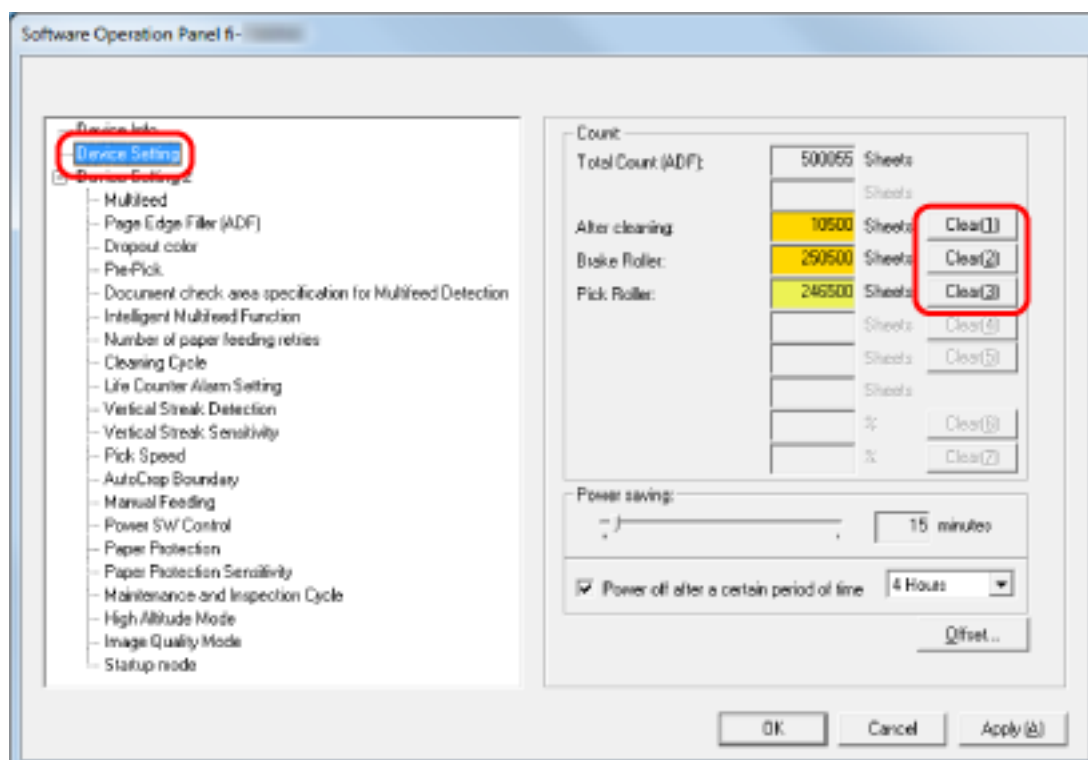 Software Operation Panel fi-
Device Info
Device Setting
Device Setting 2
Multifeed
Page Edge Filler (ADF)
Dropout color
Pre-Pick
Document check area specification for Multifeed Detection
Intelligent Multifeed Function
Number of paper feeding retries
Cleaning Cycle
Life Counter Alarm Setting
Vertical Streak Detection
Vertical Streak Sensitivity
Pick Speed
AutoCrop Boundary
Manual Feeding
Power SW Control
Paper Protection
Paper Protection Sensitivity
Maintenance and Inspection Cycle
High Altitude Mode
Image Quality Mode
Startup mode
Count
Total Count (ADF): 500055 Sheets
Sheets
After cleaning: 10500 Sheets Clear(1)
Brake Roller: 250500 Sheets Clear(2)
Pick Roller: 246500 Sheets Clear(3)
Sheets Clear(4)
Sheets Clear(5)
Sheets
% Clear(6)
% Clear(7)
Power saving:
15 minutes
Power off after a certain period of time 4 Hours
Offset...
OK Cancel Apply (A)